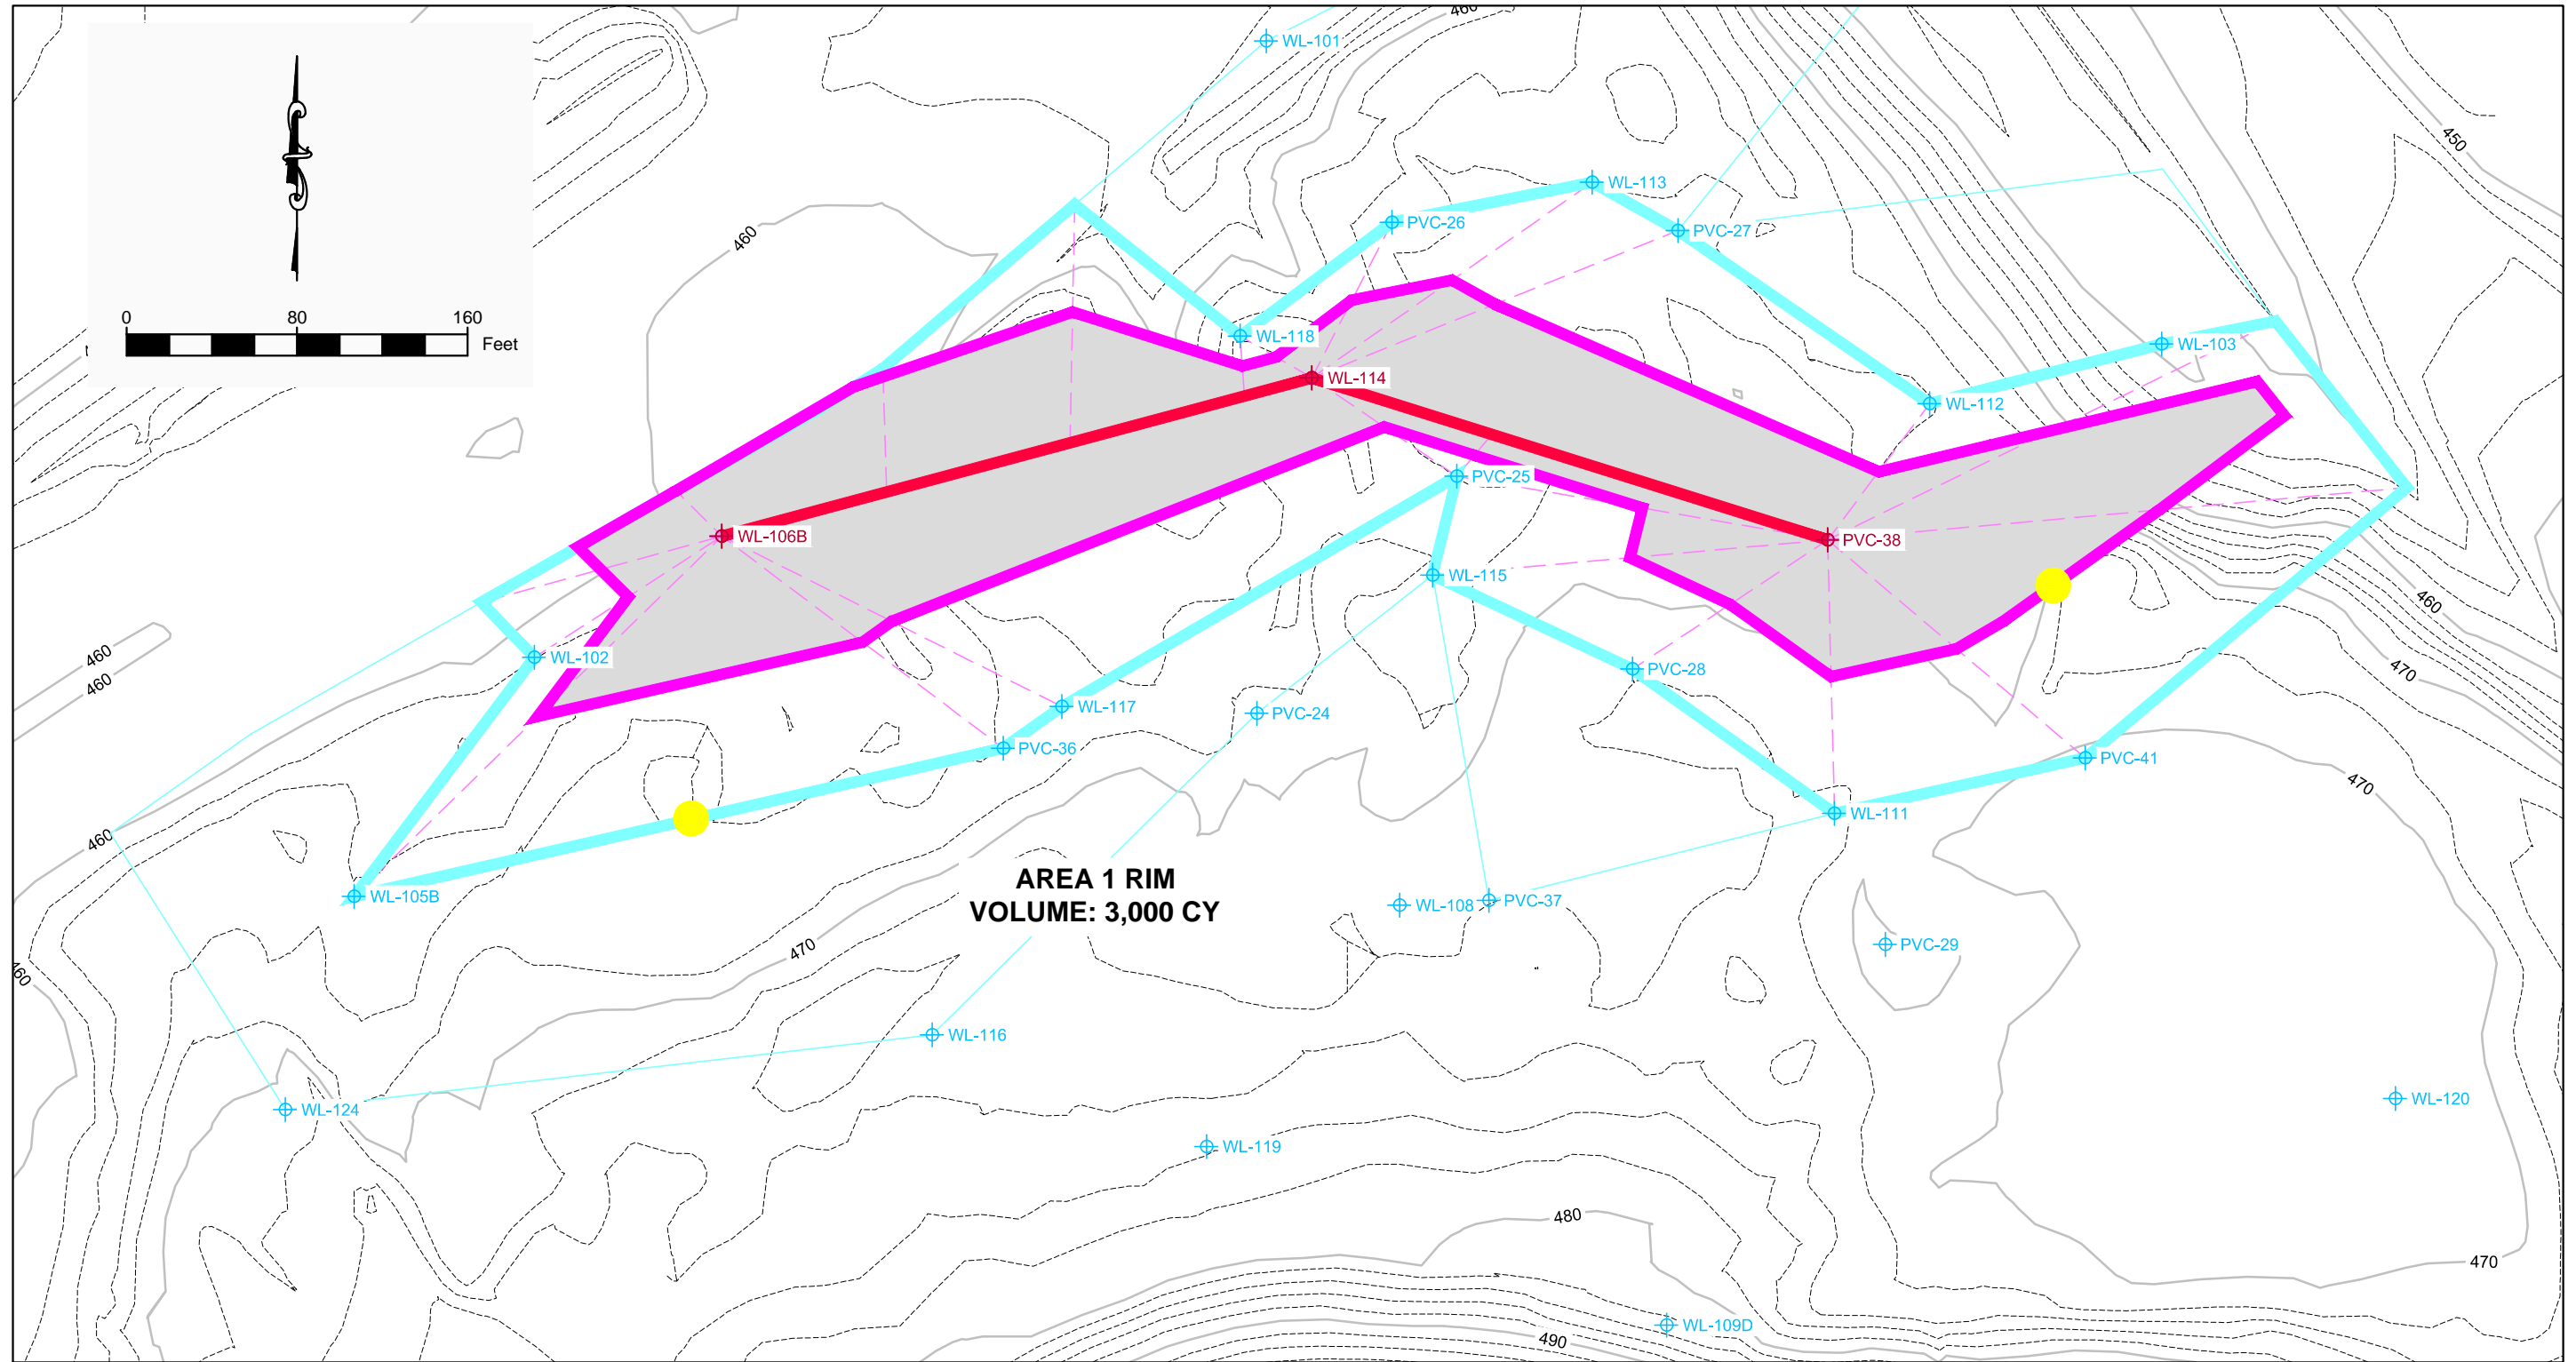 460
WL-101
450
WL-113
PVC-26
PVC-27
460
0 80 160
Feet
WL-118
WL-103
WL-114
WL-112
PVC-25
WL-106B
PVC-38
WL-115
460
WL-102
460
PVC-28
470
460
WL-117
PVC-24
PVC-36
PVC-41
470
WL-111
460
AREA 1 RIM
VOLUME: 3,000 CY
WL-105B
WL-108
PVC-37
470
PVC-29
460
WL-116
WL-120
WL-124
WL-119
480
470
WL-109D
490